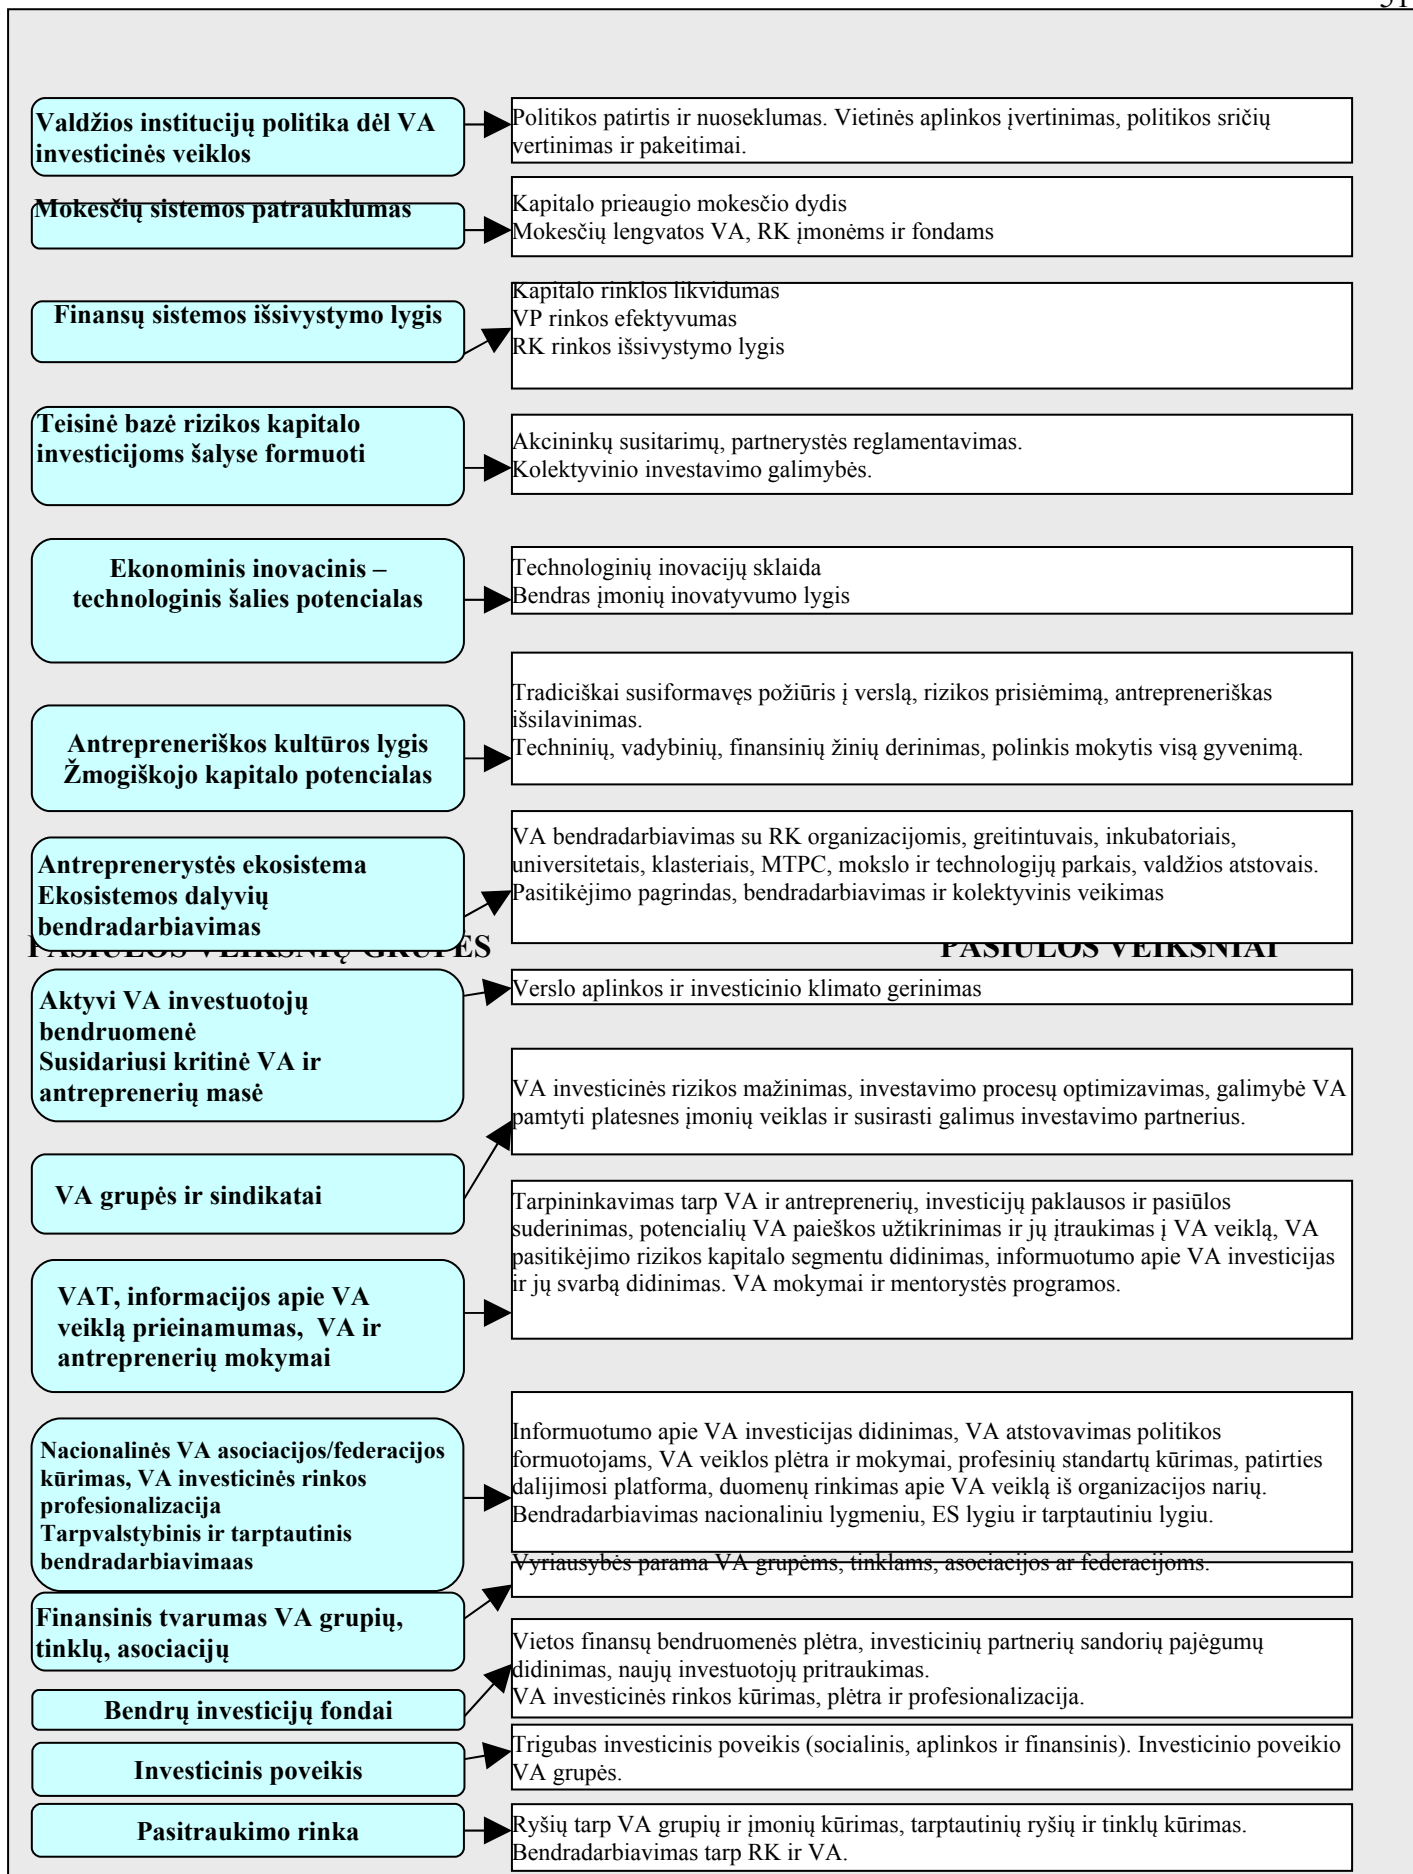 Valdžios institucijų politika dėl VA
investicinės veiklos
Politikos patirtis ir nuoseklumas. Vietinės aplinkos įvertinimas, politikos sričių
vertinimas ir pakeitimai.
Mokesčių sistemos patrauklumas
Kapitalo prieaugio mokesčio dydis
Mokesčių lengvatos VA, RK įmonėms ir fondams
Finansų sistemos išsivystymo lygis
Kapitalo rinklos likvidumas
VP rinkos efektyvumas
RK rinkos išsivystymo lygis
Teisinė bazė rizikos kapitalo
investicijoms šalyse formuoti
Akcininkų susitarimų, partnerystės reglamentavimas.
Kolektyvinio investavimo galimybės.
Ekonominis inovacinis –
technologinis šalies potencialas
Technologinių inovacijų sklaida
Bendras įmonių inovatyvumo lygis
Antrepreneriškos kultūros lygis
Žmogiškojo kapitalo potencialas
Tradiciškai susiformavęs požiūris į verslą, rizikos prisiėmimą, antrepreneriškas
išsilavinimas.
Techninių, vadybinių, finansinių žinių derinimas, polinkis mokytis visą gyvenimą.
Antreprenerystės ekosistema
Ekosistemos dalyvių
bendradarbiavimas
VA bendradarbiavimas su RK organizacijomis, greitintuvais, inkubatoriais,
universitetais, klasteriais, MTPC, mokslo ir technologijų parkais, valdžios atstovais.
Pasitikėjimo pagrindas, bendradarbiavimas ir kolektyvinis veikimas
PASIŪLOS VEIKSNIŲ GRUPĖS
PASIŪLOS VEIKSNIAI
Aktyvi VA investuotojų
bendruomenė
Susidariusi kritinė VA ir
antreprenerių masė
Verslo aplinkos ir investicinio klimato gerinimas
VA grupės ir sindikatai
VA investicinės rizikos mažinimas, investavimo procesų optimizavimas, galimybė VA
pamtyti platesnes įmonių veiklas ir susirasti galimus investavimo partnerius.
VAT, informacijos apie VA
veiklą prieinamumas, VA ir
antreprenerių mokymai
Tarpininkavimas tarp VA ir antreprenerių, investicijų paklausos ir pasiūlos
suderinimas, potencialių VA paieškos užtikrinimas ir jų įtraukimas į VA veiklą, VA
pasitikėjimo rizikos kapitalo segmentu didinimas, informuotumo apie VA investicijas
ir jų svarbą didinimas. VA mokymai ir mentorystės programos.
Nacionalinės VA asociacijos/federacijos
kūrimas, VA investicinės rinkos
profesionalizacija
Tarpvalstybinis ir tarptautinis
bendradarbiavimaas
Informuotumo apie VA investicijas didinimas, VA atstovavimas politikos
formuotojams, VA veiklos plėtra ir mokymai, profesinių standartų kūrimas, patirties
dalijimosi platforma, duomenų rinkimas apie VA veiklą iš organizacijos narių.
Bendradarbiavimas nacionaliniu lygmeniu, ES lygiu ir tarptautiniu lygiu.
Finansinis tvarumas VA grupių,
tinklų, asociacijų
Vyriausybės parama VA grupėms, tinklams, asociacijos ar federacijoms.
Bendrų investicijų fondai
Vietos finansų bendruomenės plėtra, investicinių partnerių sandorių pajėgumų
didinimas, naujų investuotojų pritraukimas.
VA investicinės rinkos kūrimas, plėtra ir profesionalizacija.
Investicinis poveikis
Trigubas investicinis poveikis (socialinis, aplinkos ir finansinis). Investicinio poveikio
VA grupės.
Pasitraukimo rinka
Ryšių tarp VA grupių ir įmonių kūrimas, tarptautinių ryšių ir tinklų kūrimas.
Bendradarbiavimas tarp RK ir VA.